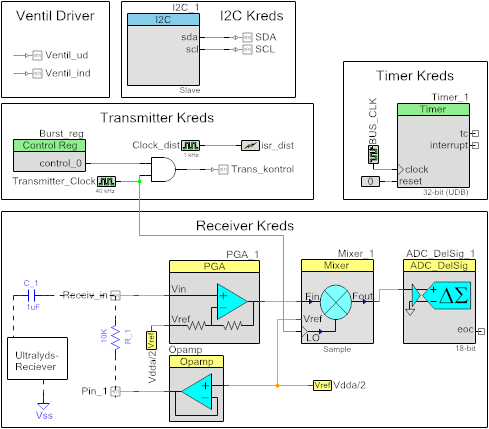 Ventil Driver
Ventil_ud
Ventil_ind
I2C_1
I2C Kreds
I2C
sda
SDA
scl
SCL
Slave
Timer Kreds
Timer_1
Timer
BUS_CLK
tc
interrupt
clock
0
reset
32-bit (UDB)
Transmitter Kreds
Burst_reg
Control Reg
control_0
Clock_dist
1 kHz
isr_dist
Trans_kontrol
Transmitter_Clock
40 kHz
Receiver Kreds
PGA_1
PGA
Vin
Vref
Vref
Vdda/2
Mixer_1
Mixer
Fin
Fout
Vref
LO
Sample
ADC_DelSig_1
ADC_DelSig
ΔΣ
eoc
18-bit
C_1
1uF
Receiv_in
10K
R_1
Ultralyds-
Reciever
Vss
Pin_1
Opamp
Opamp
Vref
Vdda/2